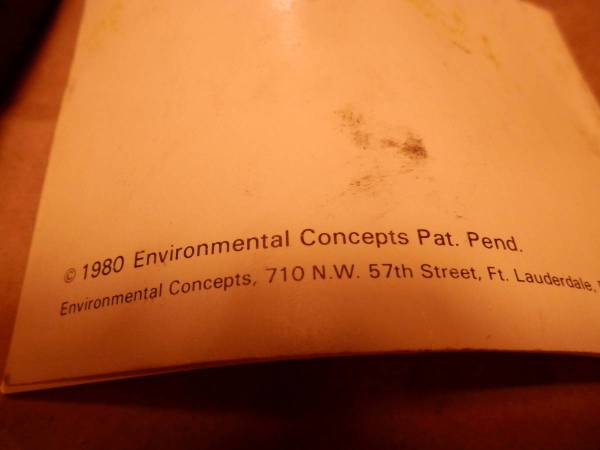 © 1980 Environmental Concepts Pat. Pend.
Environmental Concepts, 710 N.W. 57th Street, Ft. Lauderdale,